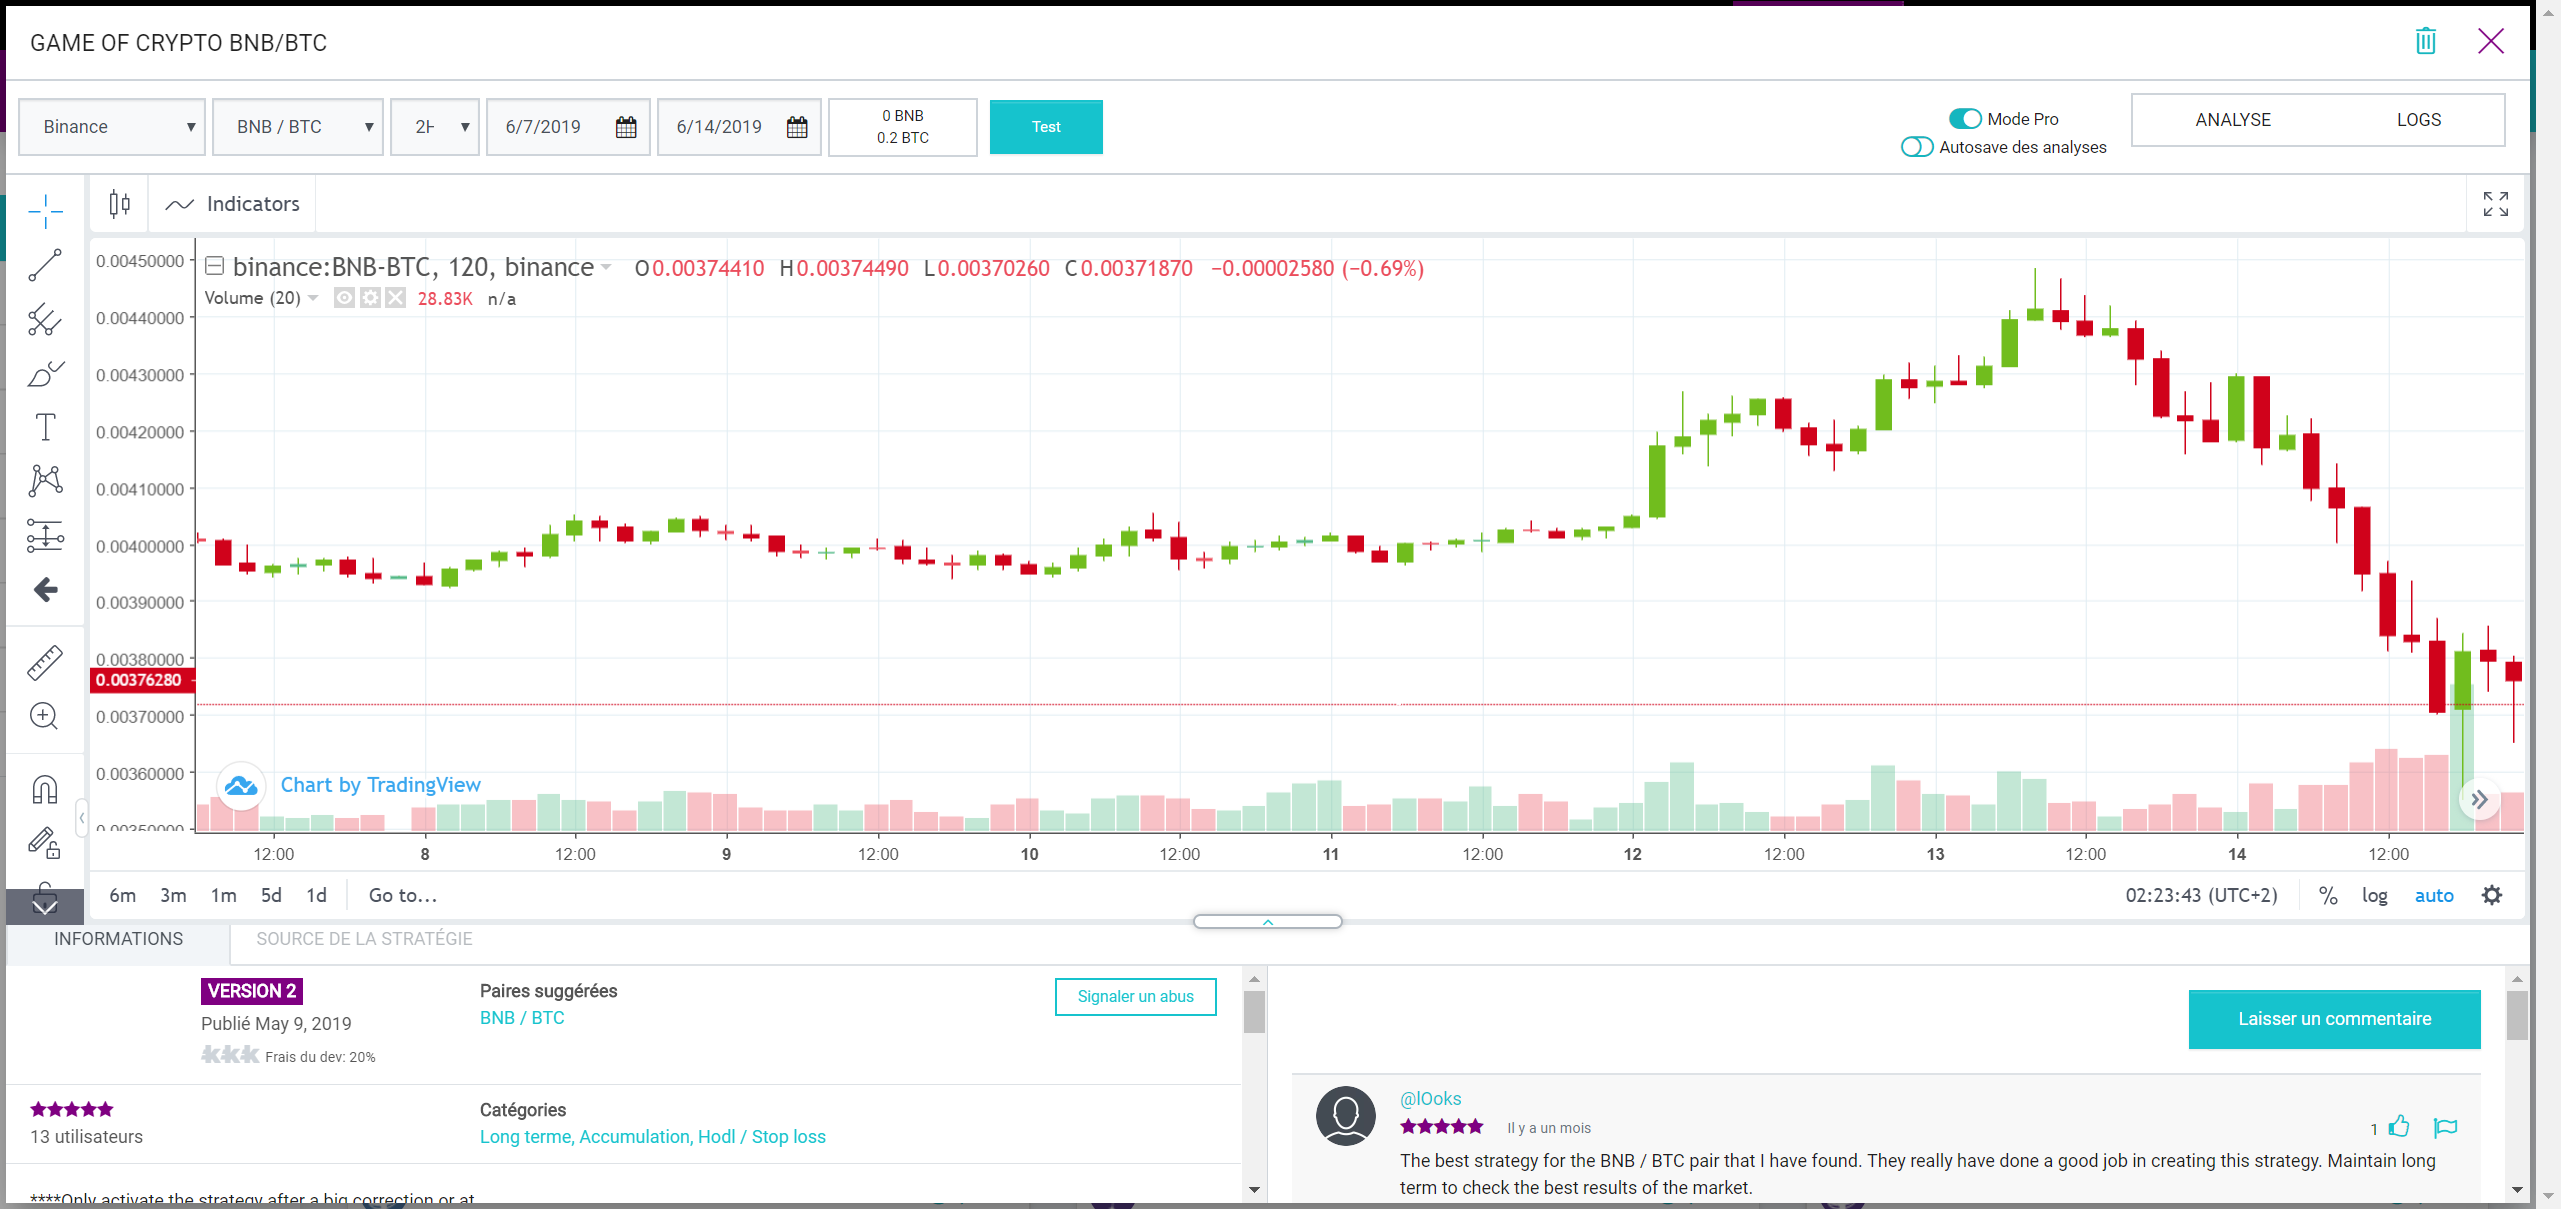 GAME OF CRYPTO BNB/BTC
Binance
BNB / BTC
6/7/2019
6/14/2019
0 BNB
0.2 BTC
Test
Mode Pro
Autosave des analyses
ANALYSE
LOGS
Indicators
binance:BNB-BTC, 120, binance O0.00374410 H0.00374490 L0.00370260 C0.00371870 −0.00002580 (−0.69%)
Volume (20) 28.83K n/a
0.00450000
0.00440000
0.00430000
0.00420000
0.00410000
0.00400000
0.00390000
0.00380000
0.00376280
0.00370000
0.00360000
0.00350000
Chart by TradingView
12:00 8 12:00 9 12:00 10 12:00 11 12:00 12 12:00 13 12:00 14 12:00
6m 3m 1m 5d 1d Go to... 02:23:43 (UTC+2) % log auto
INFORMATIONS
SOURCE DE LA STRATÉGIE
VERSION 2
Publié May 9, 2019
Frais du dev: 20%
Paires suggérées
BNB / BTC
Signaler un abus
13 utilisateurs
Catégories
Long terme, Accumulation, Hodl / Stop loss
****Only activate the strategy after a big correction or at
Laisser un commentaire
@lOoks
Il y a un mois
1
The best strategy for the BNB / BTC pair that I have found. They really have done a good job in creating this strategy. Maintain long
term to check the best results of the market.